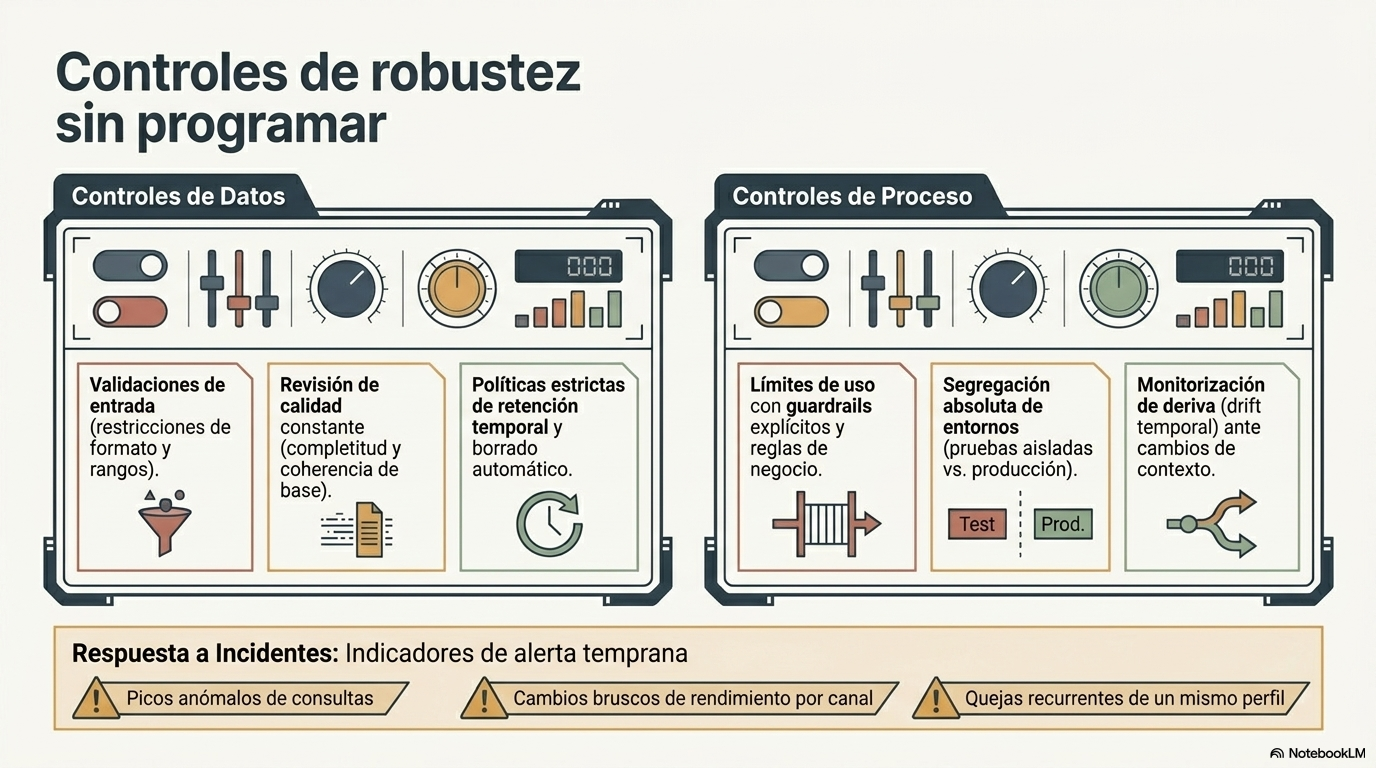 Controles de robustez
sin programar
Controles de Datos
000
Validaciones de
entrada
(restricciones de
formato y
rangos).
Revisión de
calidad
constante
(completitud y
coherencia de
base).
Políticas estrictas
de retención
temporal y
borrado
automático.
Controles de Proceso
000
Límites de uso
con guardrails
explícitos y
reglas de
negocio.
Segregación
absoluta de
entornos
(pruebas aisladas
vs. producción).
Test
Prod.
Monitorización
de deriva (drift
temporal) ante
cambios de
contexto.
Respuesta a Incidentes: Indicadores de alerta temprana
Picos anómalos de consultas
Cambios bruscos de rendimiento por canal
Quejas recurrentes de un mismo perfil
NotebookLM